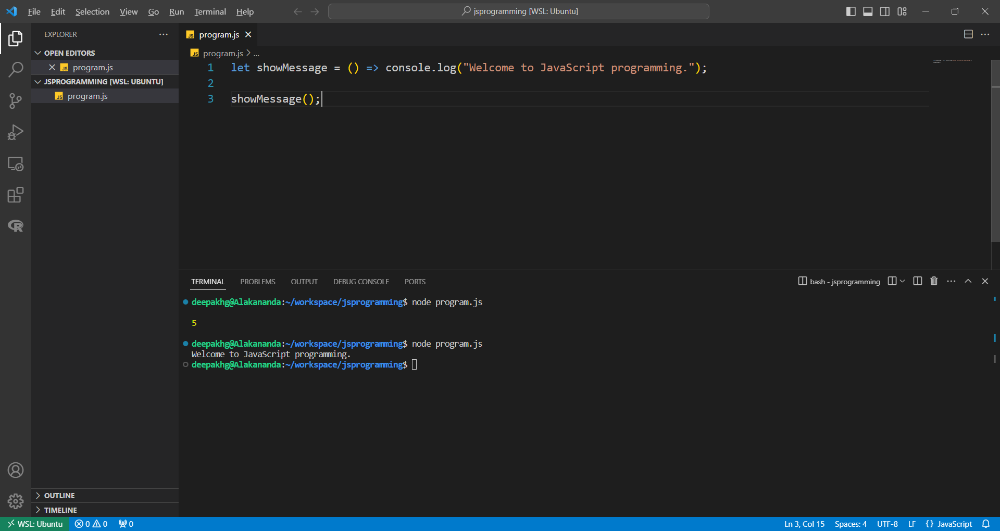 File Edit Selection View Go Run Terminal Help
jsprogramming [WSL: Ubuntu]
EXPLORER
OPEN EDITORS
JS program.js
JSPROGRAMMING [WSL: UBUNTU]
JS program.js
JS program.js
JS program.js > ...
1 let showMessage = () => console.log("Welcome to JavaScript programming.");
2
3 showMessage();
TERMINAL PROBLEMS OUTPUT DEBUG CONSOLE PORTS
bash - jsprogramming
deepakhg@Alakananda:~/workspace/jsprogramming$ node program.js
5
deepakhg@Alakananda:~/workspace/jsprogramming$ node program.js
Welcome to JavaScript programming.
deepakhg@Alakananda:~/workspace/jsprogramming$
OUTLINE
TIMELINE
WSL: Ubuntu 0 0 0
Ln 3, Col 15 Spaces: 4 UTF-8 LF {} JavaScript